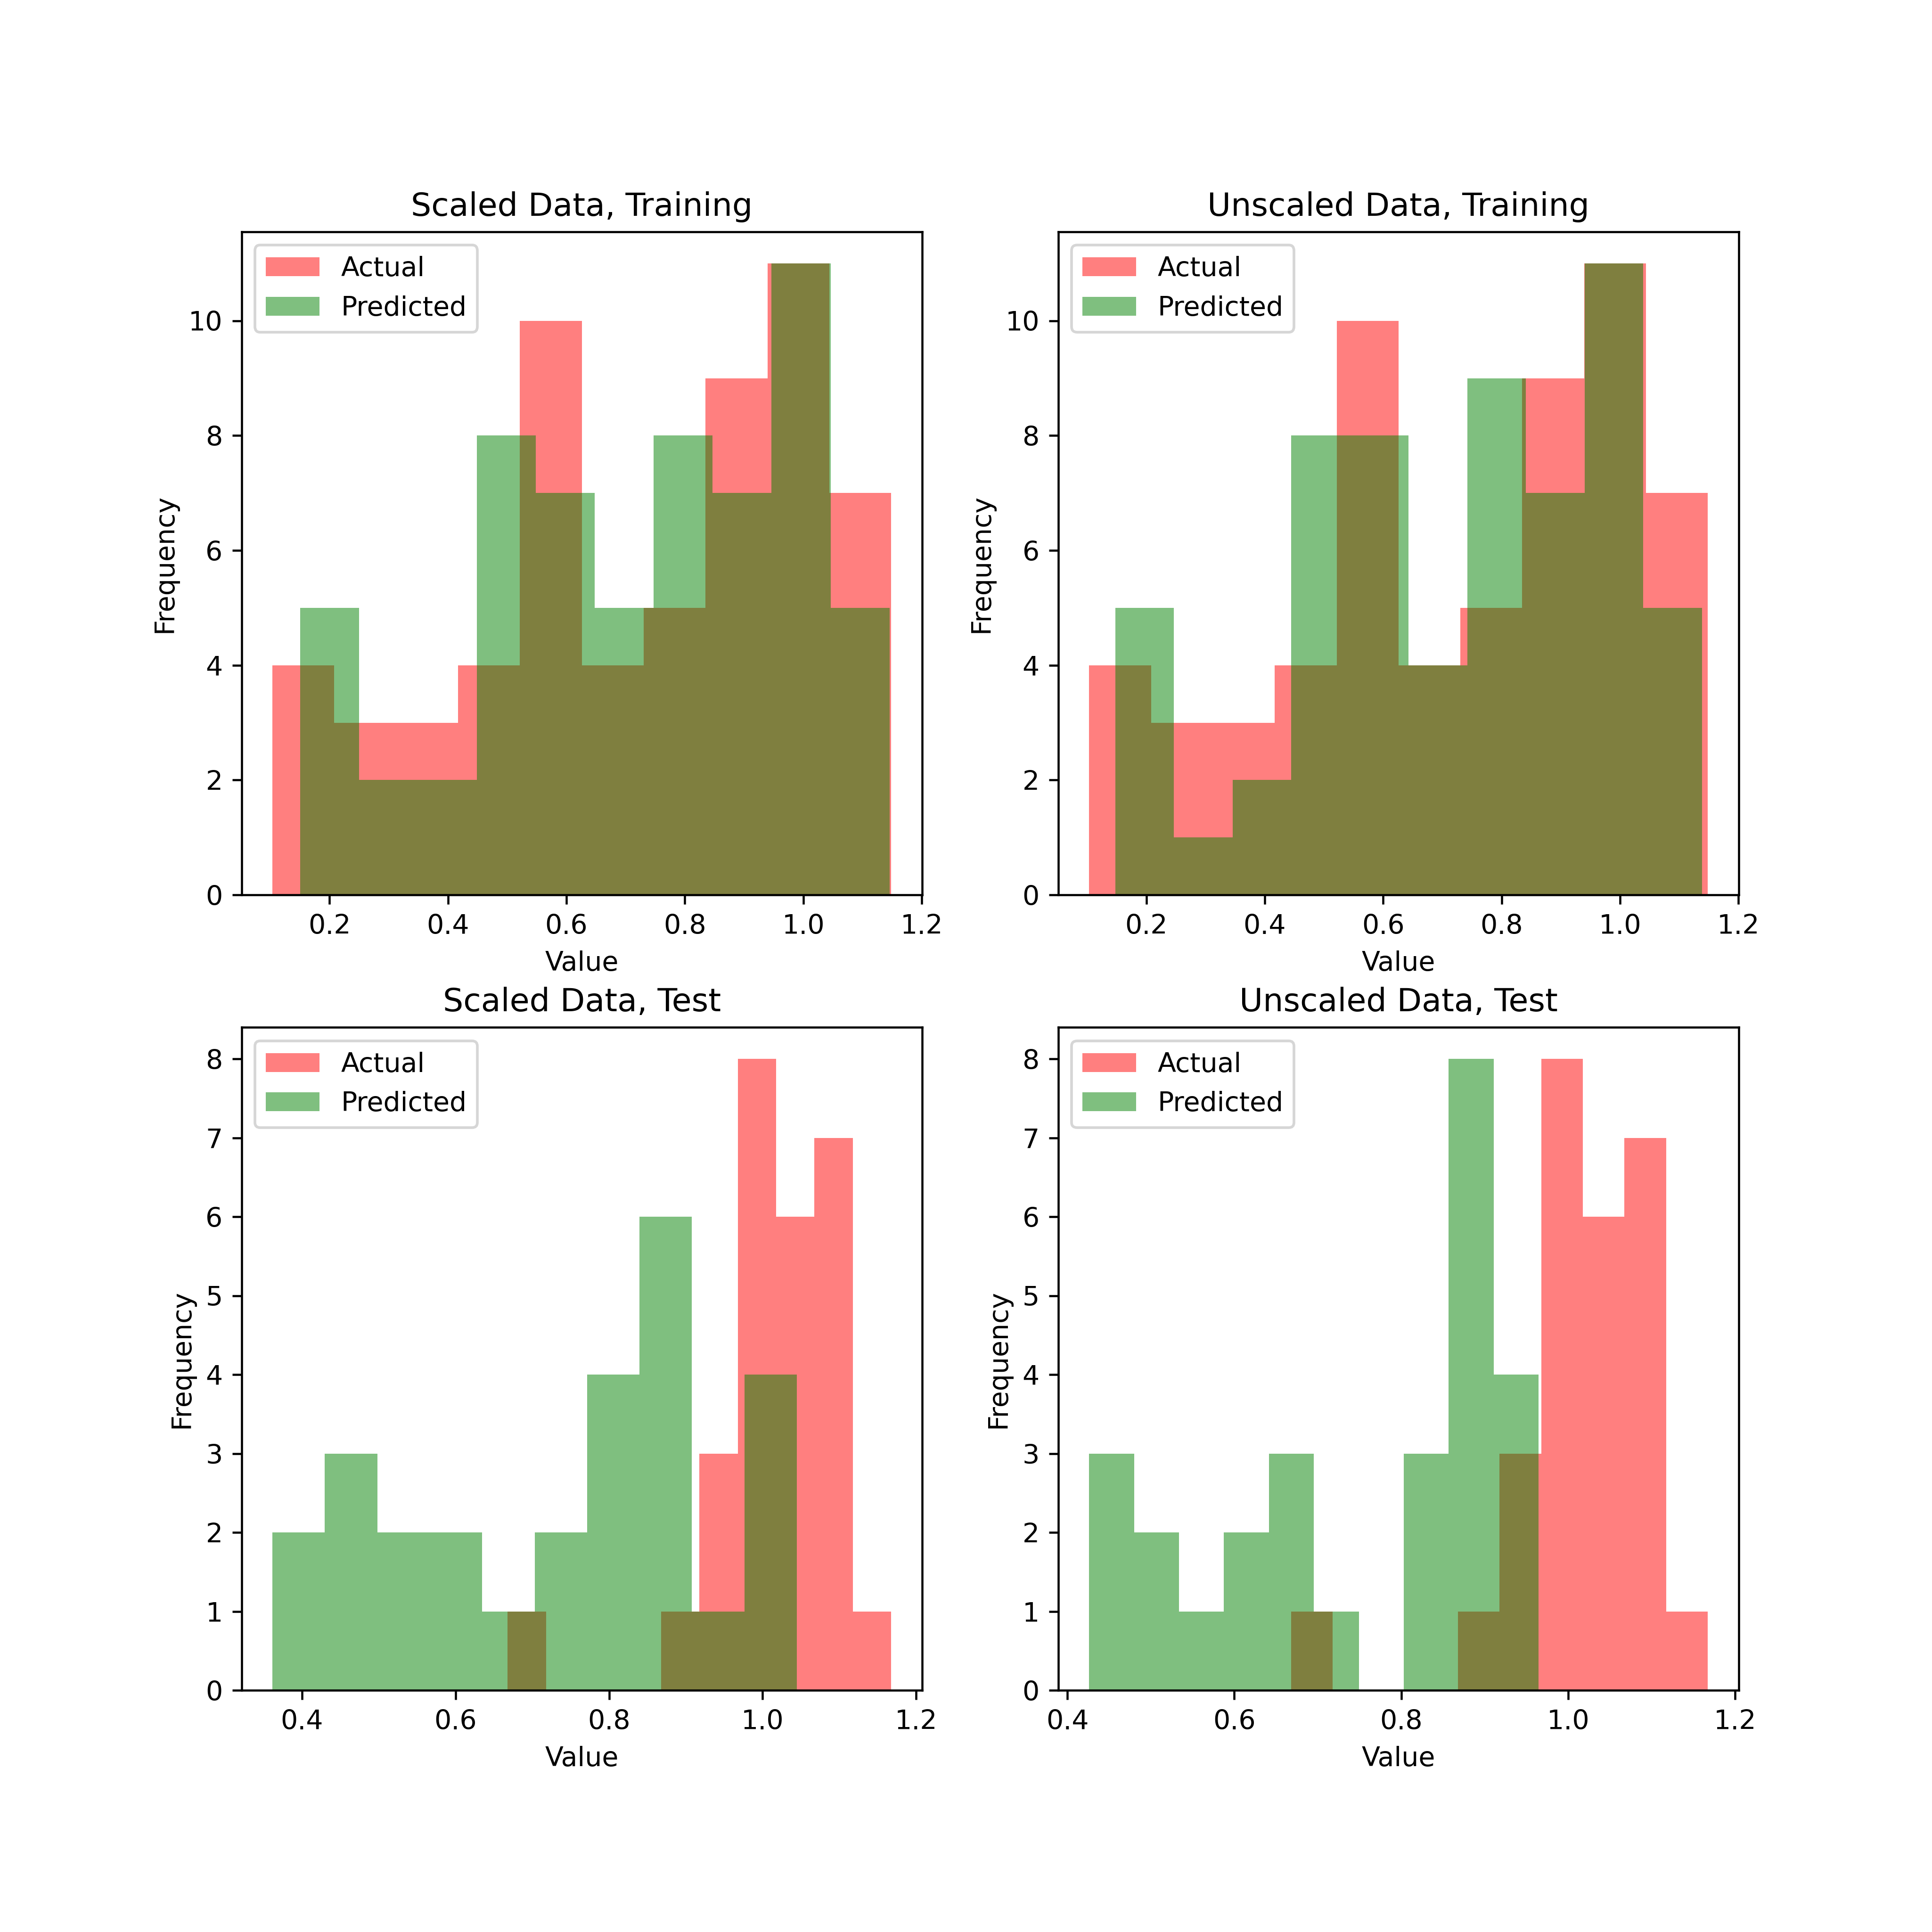 Scaled Data, Training
Actual
Predicted
10
8
6
4
2
0
Frequency
0.2 0.4 0.6 0.8 1.0 1.2
Value
Unscaled Data, Training
Actual
Predicted
10
8
6
4
2
0
Frequency
0.2 0.4 0.6 0.8 1.0 1.2
Value
Scaled Data, Test
Actual
Predicted
8
7
6
5
4
3
2
1
0
Frequency
0.4 0.6 0.8 1.0 1.2
Value
Unscaled Data, Test
Actual
Predicted
8
7
6
5
4
3
2
1
0
Frequency
0.4 0.6 0.8 1.0 1.2
Value